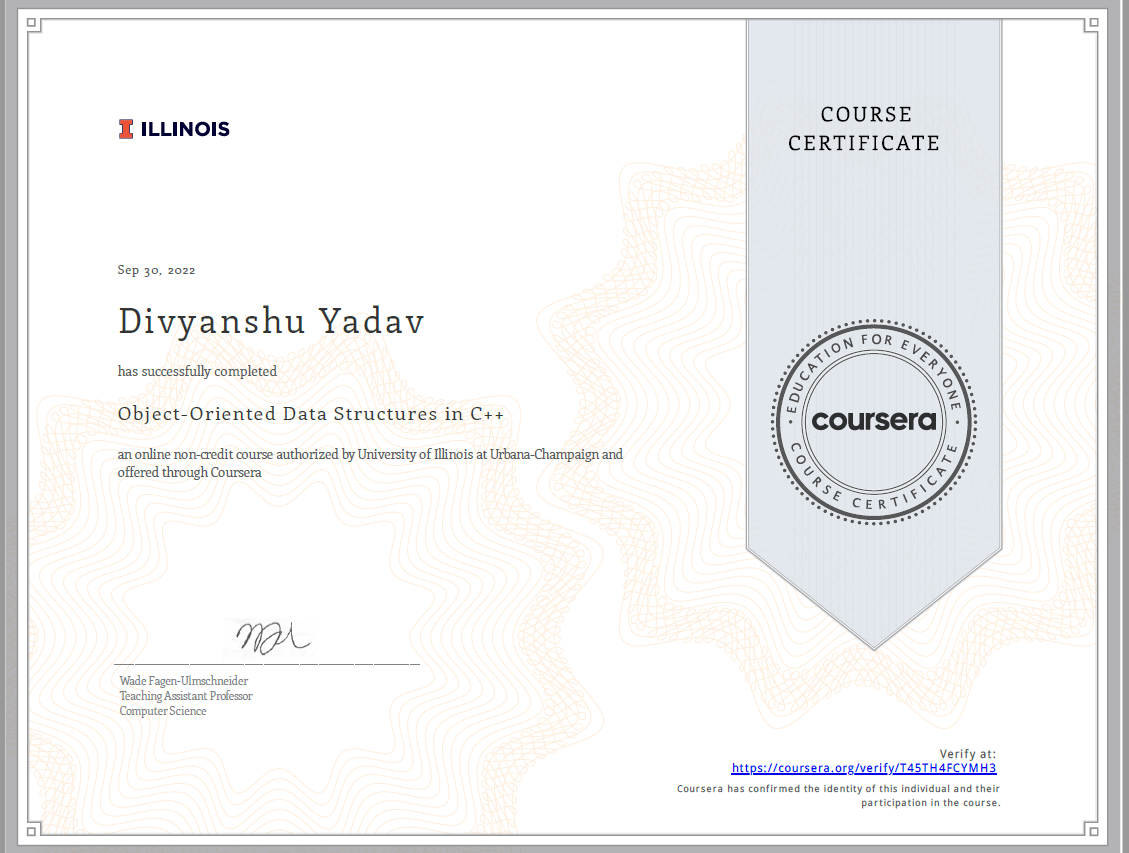 ILLINOIS
COURSE
CERTIFICATE
Sep 30, 2022
Divyanshu Yadav
has successfully completed
Object-Oriented Data Structures in C++
an online non-credit course authorized by University of Illinois at Urbana-Champaign and
offered through Coursera
EDUCATION FOR EVERYONE
coursera
COURSE CERTIFICATE
Wade Fagen-Ulmschneider
Teaching Assistant Professor
Computer Science
Verify at:
https://coursera.org/verify/T45TH4FCYMH3
Coursera has confirmed the identity of this individual and their
participation in the course.